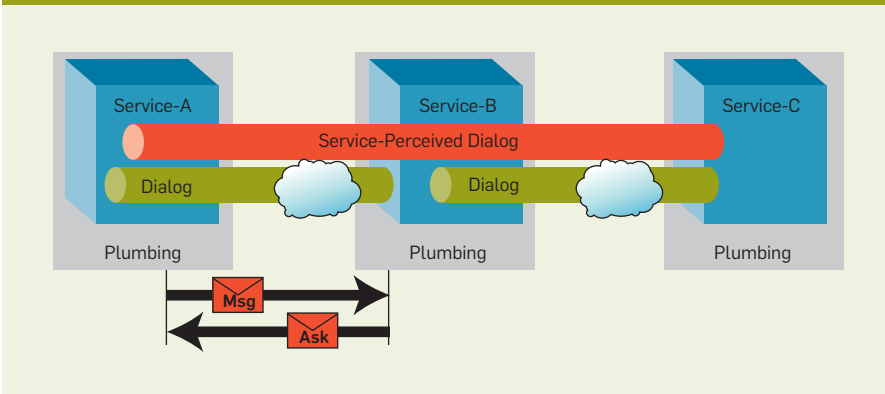 Service-A
Service-B
Service-C
Service-Perceived Dialog
Dialog
Dialog
Plumbing
Plumbing
Plumbing
Msg
Ask